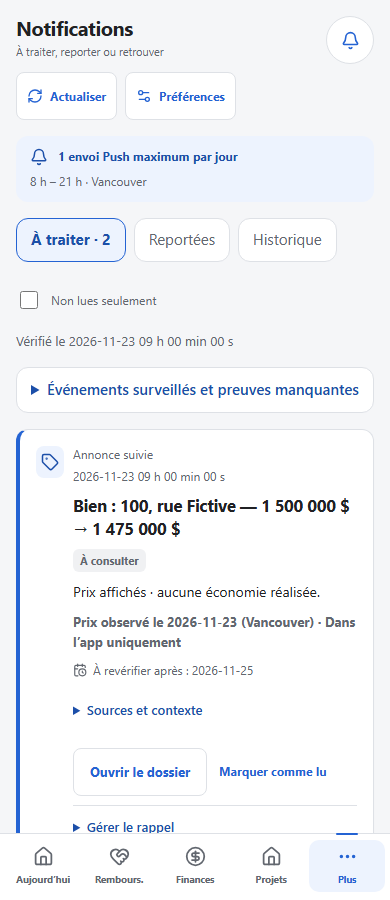 Notifications
À traiter, reporter ou retrouver
Actualiser
Préférences
1 envoi Push maximum par jour
8 h – 21 h · Vancouver
À traiter · 2
Reportées
Historique
Non lues seulement
Vérifié le 2026-11-23 09 h 00 min 00 s
▶ Événements surveillés et preuves manquantes
Annonce suivie
2026-11-23 09 h 00 min 00 s
Bien : 100, rue Fictive — 1 500 000 $
→ 1 475 000 $
À consulter
Prix affichés · aucune économie réalisée.
Prix observé le 2026-11-23 (Vancouver) · Dans
l’app uniquement
À revérifier après : 2026-11-25
▶ Sources et contexte
Ouvrir le dossier
Marquer comme lu
▶ Gérer le rappel
Aujourd’hui
Rembours.
Finances
Projets
Plus